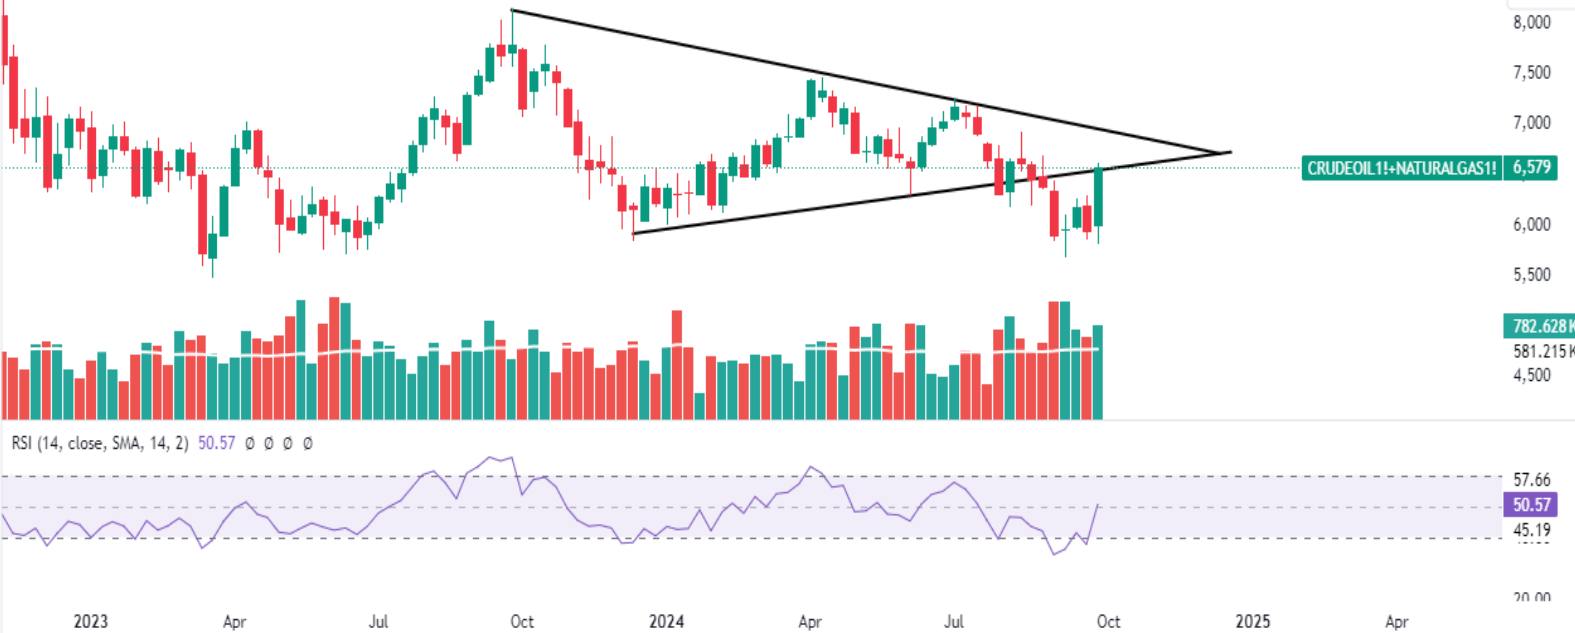 8,000
7,500
7,000
CRUDEOIL1!+NATURALGAS1! 6,579
6,000
5,500
782.628 K
581.215 K
4,500
RSI (14, close, SMA, 14, 2) 50.57 Ø Ø Ø Ø
57.66
50.57
45.19
20.00
2023 Apr Jul Oct 2024 Apr Jul Oct 2025 Apr